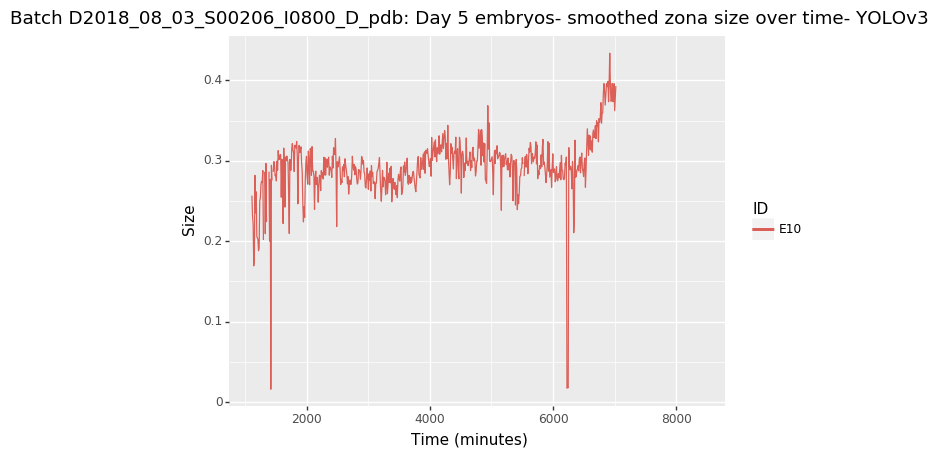 Batch D2018_08_03_S00206_I0800_D_pdb: Day 5 embryos- smoothed zona size over time- YOLOv3
0.4
0.3
0.2
0.1
0
Size
2000 4000 6000 8000
Time (minutes)
ID
E10